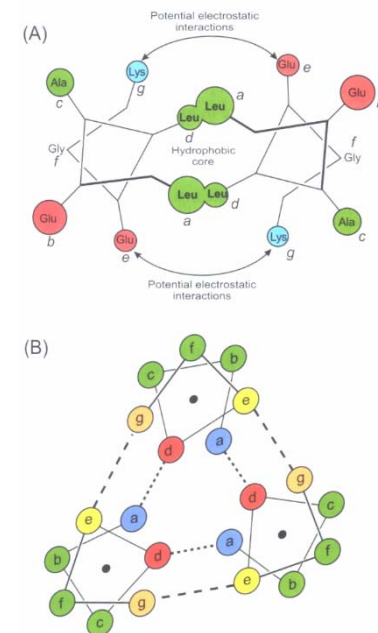 (A)
Potential electrostatic
interactions
Lys
g
Glu
e
Ala
c
Leu
a
Leu
d
Glu
Gly
f
Hydrophobic
core
f
Gly
Leu
a
Leu
d
Glu
b
Glu
e
Lys
g
Ala
c
Potential electrostatic
interactions
(B)
f
c
b
g
e
d
a
g
e
a
d
c
b
d
a
f
f
g
e
b
c